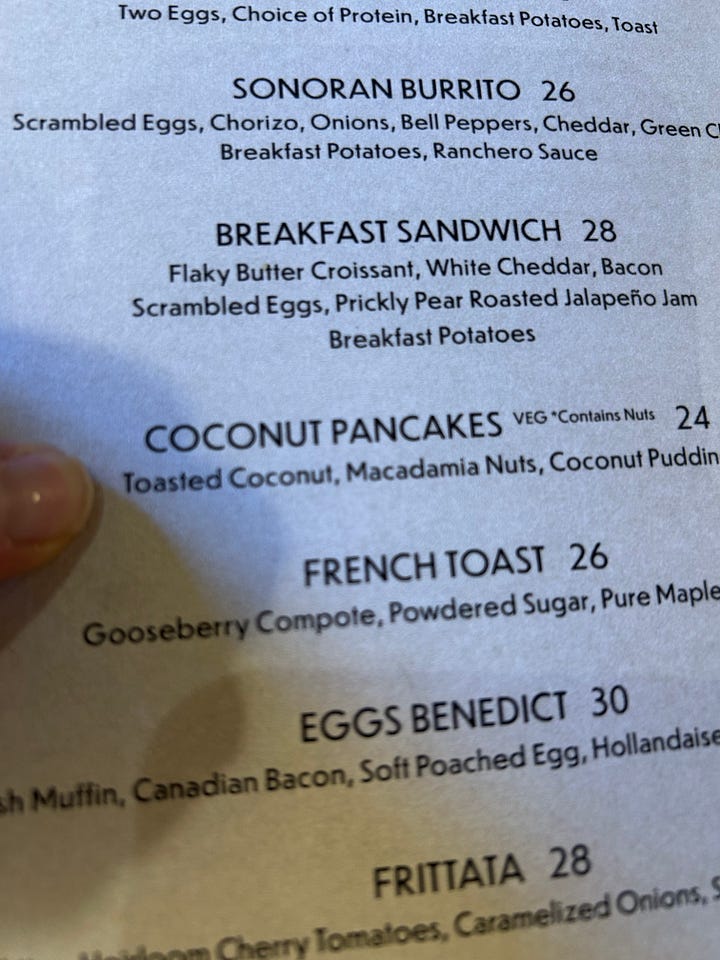 Two Eggs, Choice of Protein, Breakfast Potatoes, Toast
SONORAN BURRITO 26
Scrambled Eggs, Chorizo, Onions, Bell Peppers, Cheddar, Green
Breakfast Potatoes, Ranchero Sauce
BREAKFAST SANDWICH 28
Flaky Butter Croissant, White Cheddar, Bacon
Scrambled Eggs, Prickly Pear Roasted Jalapeño Jam
Breakfast Potatoes
COCONUT PANCAKES VEG *Contains Nuts 24
Toasted Coconut, Macadamia Nuts, Coconut
FRENCH TOAST 26
Gooseberry Compote, Powdered Sugar, Pure Maple
EGGS BENEDICT 30
Muffin, Canadian Bacon, Soft Poached Egg, Hollandaise
FRITTATA 28
Heirloom Cherry Tomatoes, Caramelized Onions,